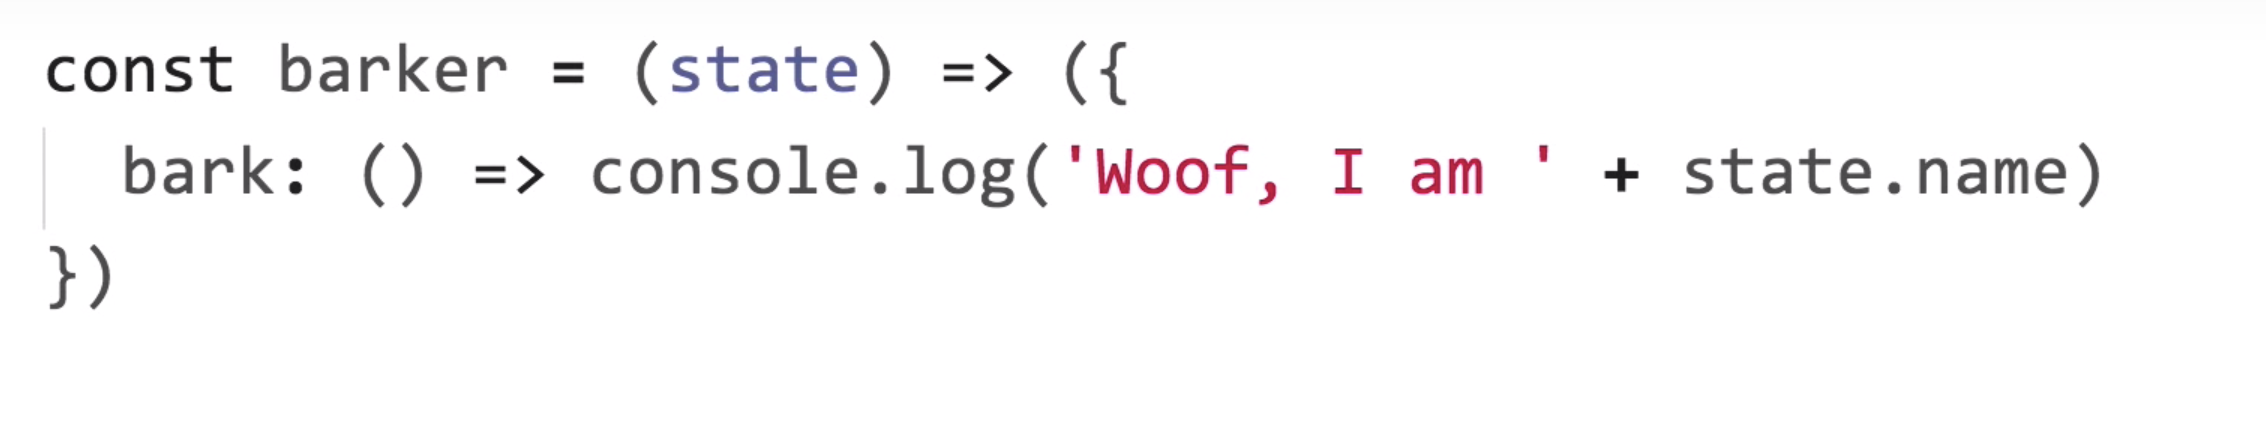 const barker = (state) => ({
  bark: () => console.log('Woof, I am ' + state.name)
})